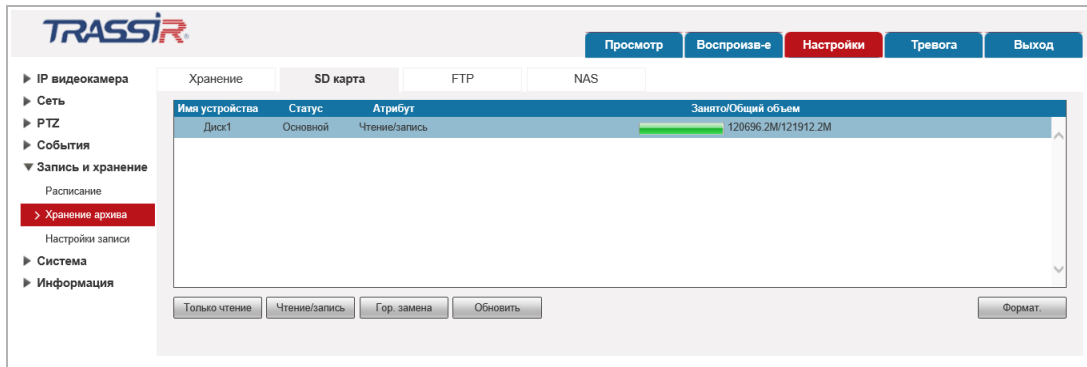 TRASSIR
Просмотр Воспроизв-е Настройки Тревога Выход
IP видеокамера
Сеть
PTZ
События
Запись и хранение
Расписание
Хранение архива
Настройки записи
Система
Информация
Хранение SD карта FTP NAS
Имя устройства Статус Атрибут Занято/Общий объем
Диск1 Основной Чтение/запись 120696.2M/121912.2M
Только чтение Чтение/запись Гор. замена Обновить Формат.